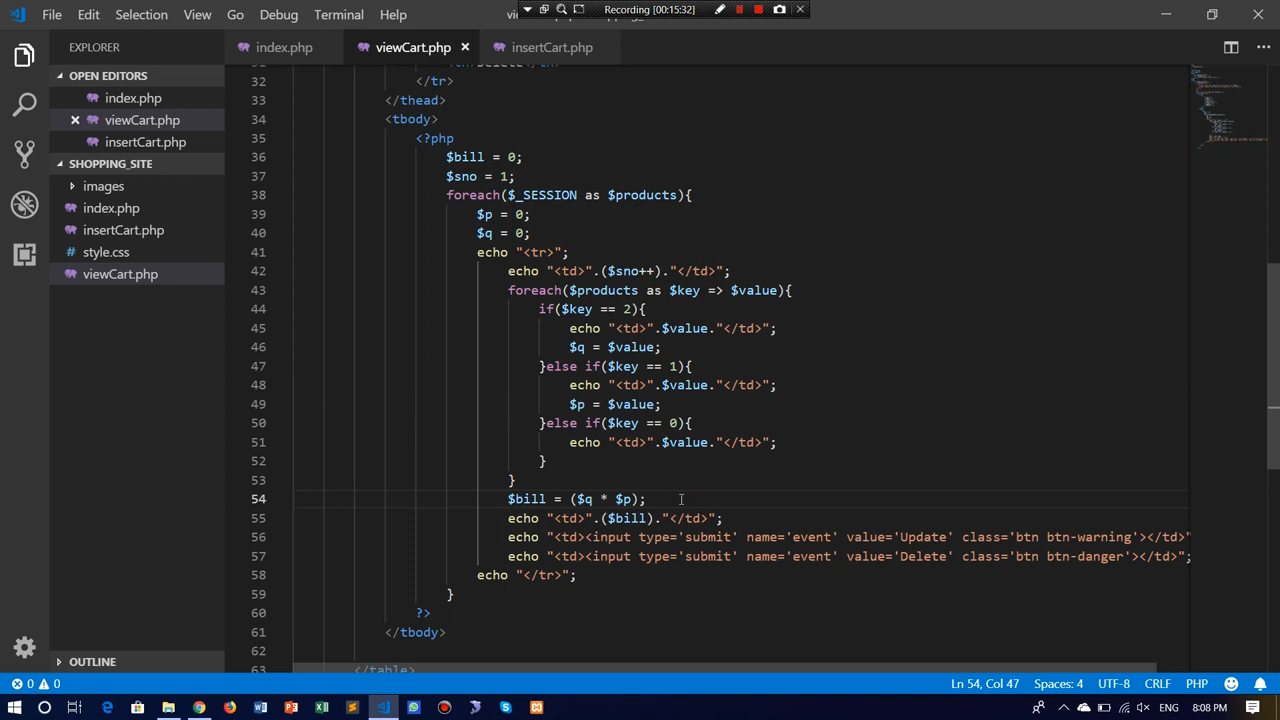 File Edit Selection View Go Debug Terminal Help
Recording [00:15:32]
EXPLORER
index.php viewCart.php insertCart.php
OPEN EDITORS
index.php
viewCart.php
insertCart.php
SHOPPING_SITE
images
index.php
insertCart.php
style.css
viewCart.php
OUTLINE
32 </tr>
33 </thead>
34 <tbody>
35 <?php
36 $bill = 0;
37 $sno = 1;
38 foreach($_SESSION as $products){
39 $p = 0;
40 $q = 0;
41 echo "<tr>";
42 echo "<td>".($sno++)."</td>";
43 foreach($products as $key => $value){
44 if($key == 2){
45 echo "<td>".$value."</td>";
46 $q = $value;
47 }else if($key == 1){
48 echo "<td>".$value."</td>";
49 $p = $value;
50 }else if($key == 0){
51 echo "<td>".$value."</td>";
52 }
53 }
54 $bill = ($q * $p);
55 echo "<td>".($bill)."</td>";
56 echo "<td><input type='submit' name='event' value='Update' class='btn btn-warning'></td>"
57 echo "<td><input type='submit' name='event' value='Delete' class='btn btn-danger'></td>";
58 echo "</tr>";
59 }
60 ?>
61 </tbody>
62
63 </table>
0 0 Ln 54, Col 47 Spaces: 4 UTF-8 CRLF PHP
8:08 PM